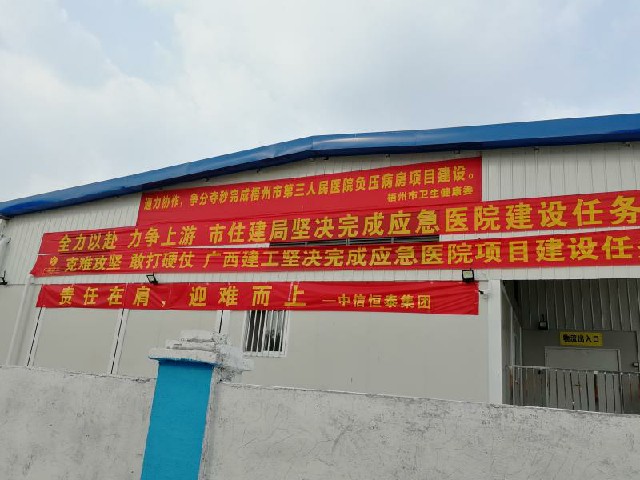 通力协作，争分夺秒完成梧州市第三人民医院负压病房项目建设。
梧州市卫生健康委
全力以赴 力争上游 市住建局坚决完成应急医院建设任务
克难攻坚 敢打硬仗 广西建工坚决完成应急医院项目建设任
责任在肩，迎难而上 —中信恒泰集团
物流出入口